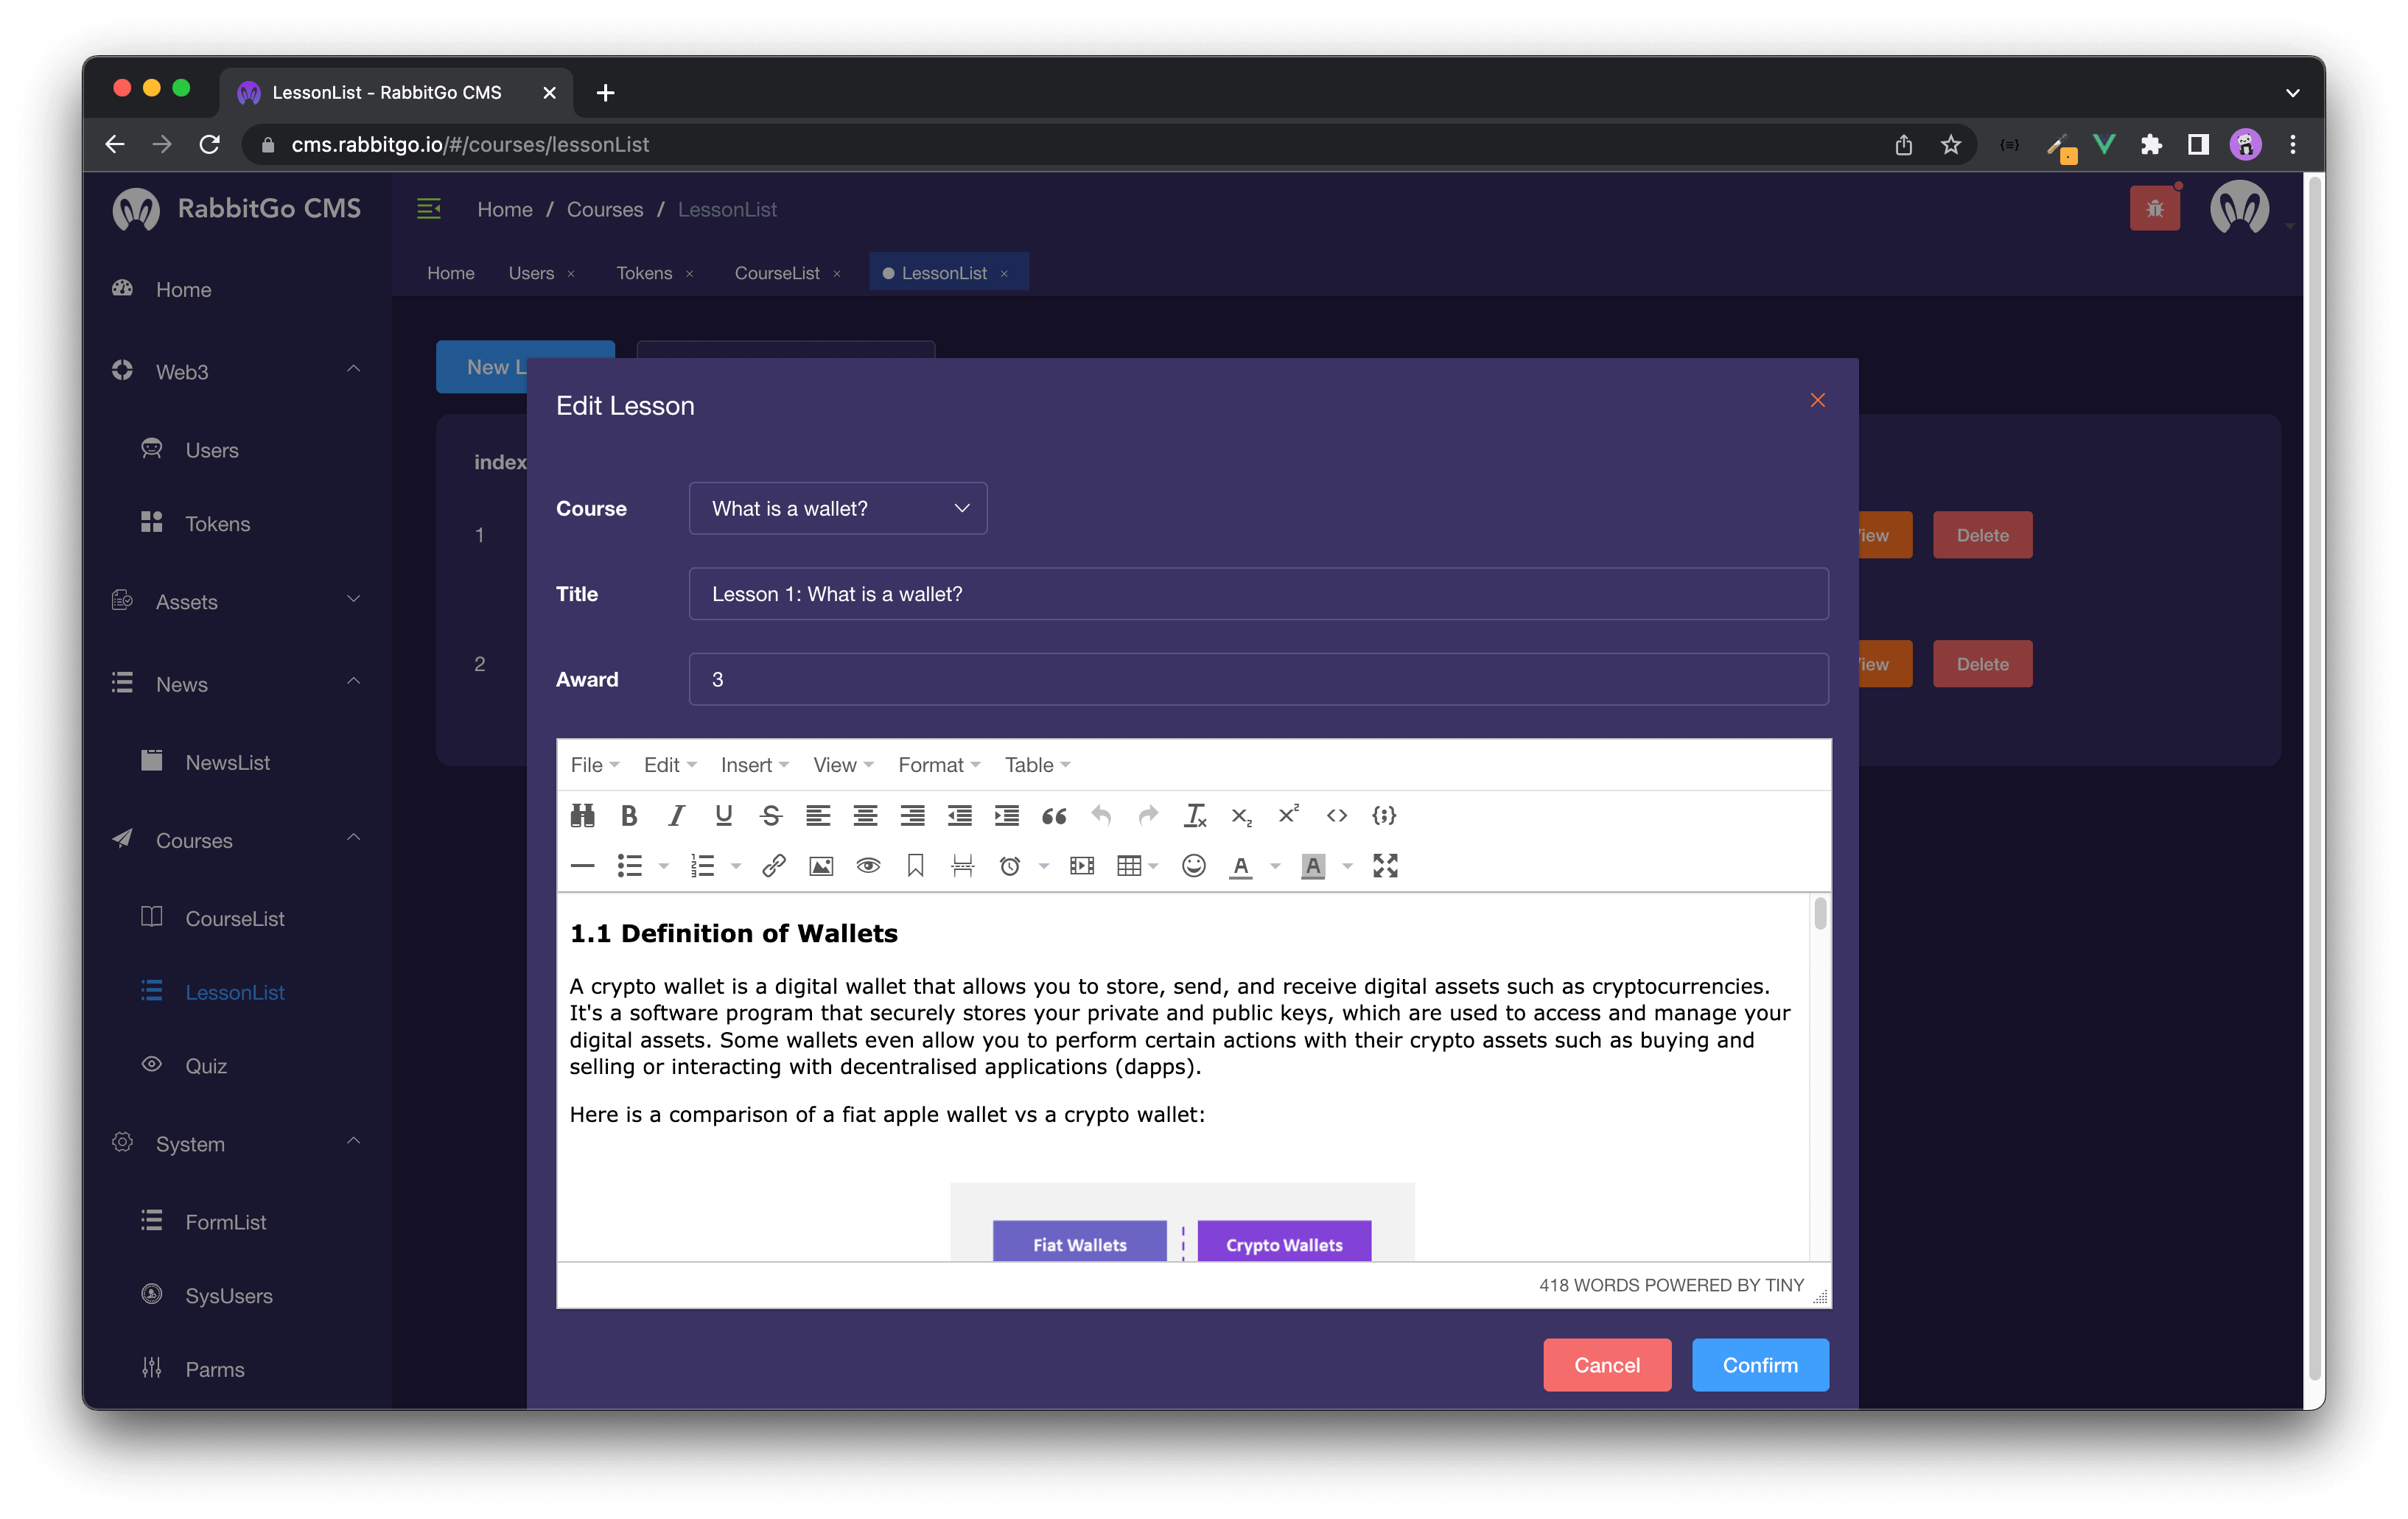 LessonList - RabbitGo CMS
cms.rabbitgo.io/#/courses/lessonList
RabbitGo CMS
Home / Courses / LessonList
Home
Users
Tokens
CourseList
LessonList
Home
Web3
Users
Tokens
Assets
News
NewsList
Courses
CourseList
LessonList
Quiz
System
FormList
SysUsers
Parms
New L
index
1
iew
Delete
2
iew
Delete
Edit Lesson
Course
What is a wallet?
Title
Lesson 1: What is a wallet?
Award
3
File
Edit
Insert
View
Format
Table
1.1 Definition of Wallets
A crypto wallet is a digital wallet that allows you to store, send, and receive digital assets such as cryptocurrencies.
It's a software program that securely stores your private and public keys, which are used to access and manage your
digital assets. Some wallets even allow you to perform certain actions with their crypto assets such as buying and
selling or interacting with decentralised applications (dapps).
Here is a comparison of a fiat apple wallet vs a crypto wallet:
Fiat Wallets
Crypto Wallets
418 WORDS POWERED BY TINY
Cancel
Confirm